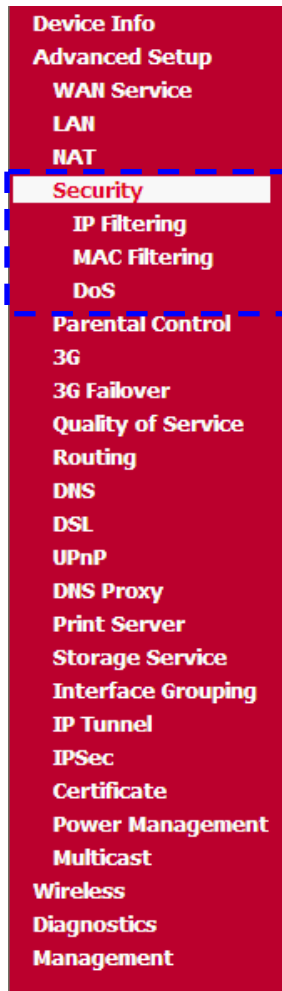 Device Info
Advanced Setup
WAN Service
LAN
NAT
Security
IP Filtering
MAC Filtering
DoS
Parental Control
3G
3G Failover
Quality of Service
Routing
DNS
DSL
UPnP
DNS Proxy
Print Server
Storage Service
Interface Grouping
IP Tunnel
IPSec
Certificate
Power Management
Multicast
Wireless
Diagnostics
Management